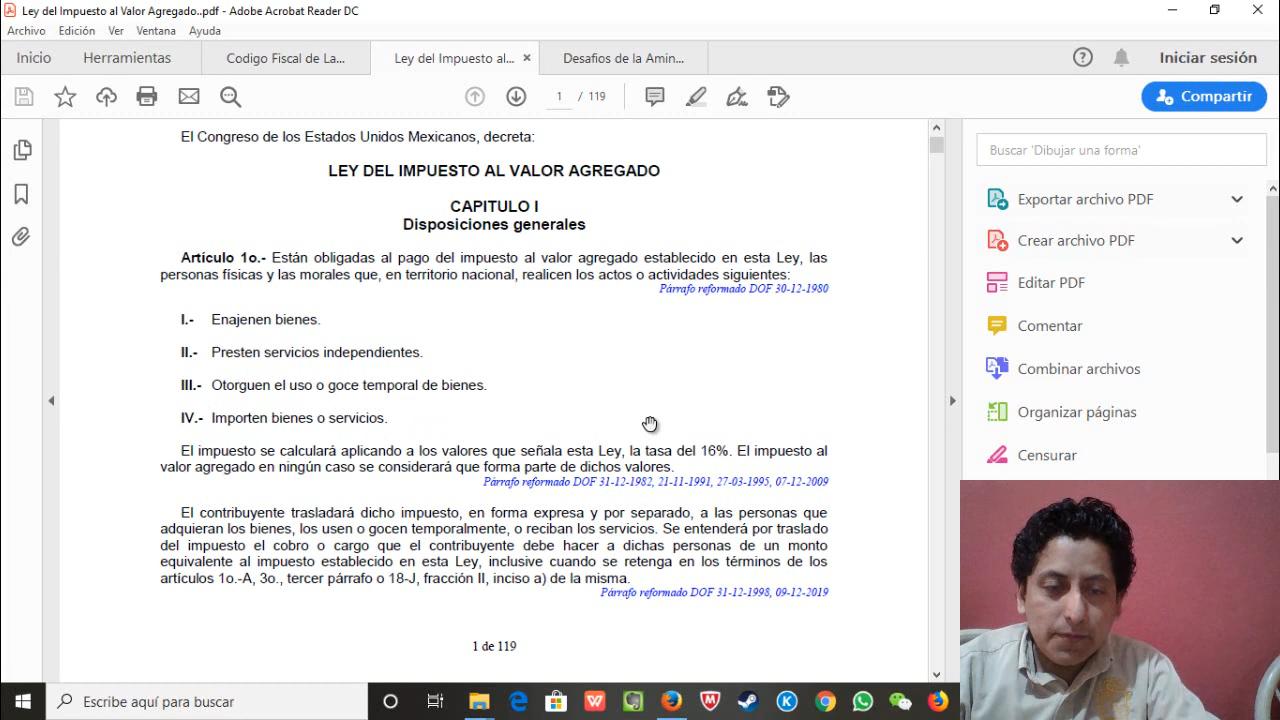 Ley del Impuesto al Valor Agregado..pdf - Adobe Acrobat Reader DC
Archivo Edición Ver Ventana Ayuda
Inicio Herramientas Codigo Fiscal de La... Ley del Impuesto al... × Desafios de la Amin... Iniciar sesión
1 / 119 Compartir
El Congreso de los Estados Unidos Mexicanos, decreta:
LEY DEL IMPUESTO AL VALOR AGREGADO
CAPITULO I
Disposiciones generales
Artículo 1o.- Están obligadas al pago del impuesto al valor agregado establecido en esta Ley, las
personas físicas y las morales que, en territorio nacional, realicen los actos o actividades siguientes:
Párrafo reformado DOF 30-12-1980
I.- Enajenen bienes.
II.- Presten servicios independientes.
III.- Otorguen el uso o goce temporal de bienes.
IV.- Importen bienes o servicios.
El impuesto se calculará aplicando a los valores que señala esta Ley, la tasa del 16%. El impuesto al
valor agregado en ningún caso se considerará que forma parte de dichos valores.
Párrafo reformado DOF 31-12-1982, 21-11-1991, 27-03-1995, 07-12-2009
El contribuyente trasladará dicho impuesto, en forma expresa y por separado, a las personas que
adquieran los bienes, los usen o gocen temporalmente, o reciban los servicios. Se entenderá por traslado
del impuesto el cobro o cargo que el contribuyente debe hacer a dichas personas de un monto
equivalente al impuesto establecido en esta Ley, inclusive cuando se retenga en los términos de los
artículos 1o.-A, 3o., tercer párrafo o 18-J, fracción II, inciso a) de la misma.
Párrafo reformado DOF 31-12-1998, 09-12-2019
1 de 119
Buscar 'Dibujar una forma'
Exportar archivo PDF
Crear archivo PDF
Editar PDF
Comentar
Combinar archivos
Organizar páginas
Censurar
Escribe aquí para buscar